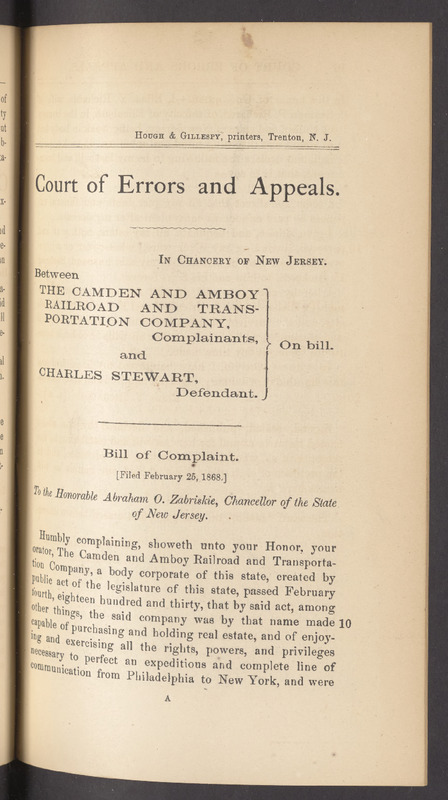 HOUGH & GILLESPY, printers, Trenton, N. J.
Court of Errors and Appeals.
IN CHANCERY OF NEW JERSEY.
Between
THE CAMDEN AND AMBOY
RAILROAD AND TRANS-
PORTATION COMPANY,
Complainants,
and
On bill.
CHARLES STEWART,
Defendant.
Bill of Complaint.
[Filed February 25, 1868.]
To the Honorable Abraham O. Zabriskie, Chancellor of the State
of New Jersey.
Humbly complaining, showeth unto your Honor, your
orator, The Camden and Amboy Railroad and Transporta-
tion Company, a body corporate of this state, created by
public act of the legislature of this state, passed February
fourth, eighteen hundred and thirty, that by said act, among
other things, the said company was by that name made 10
capable of purchasing and holding real estate, and of enjoy-
ing and exercising all the rights, powers, and privileges
necessary to perfect an expeditious and complete line of
communication from Philadelphia to New York, and were
A